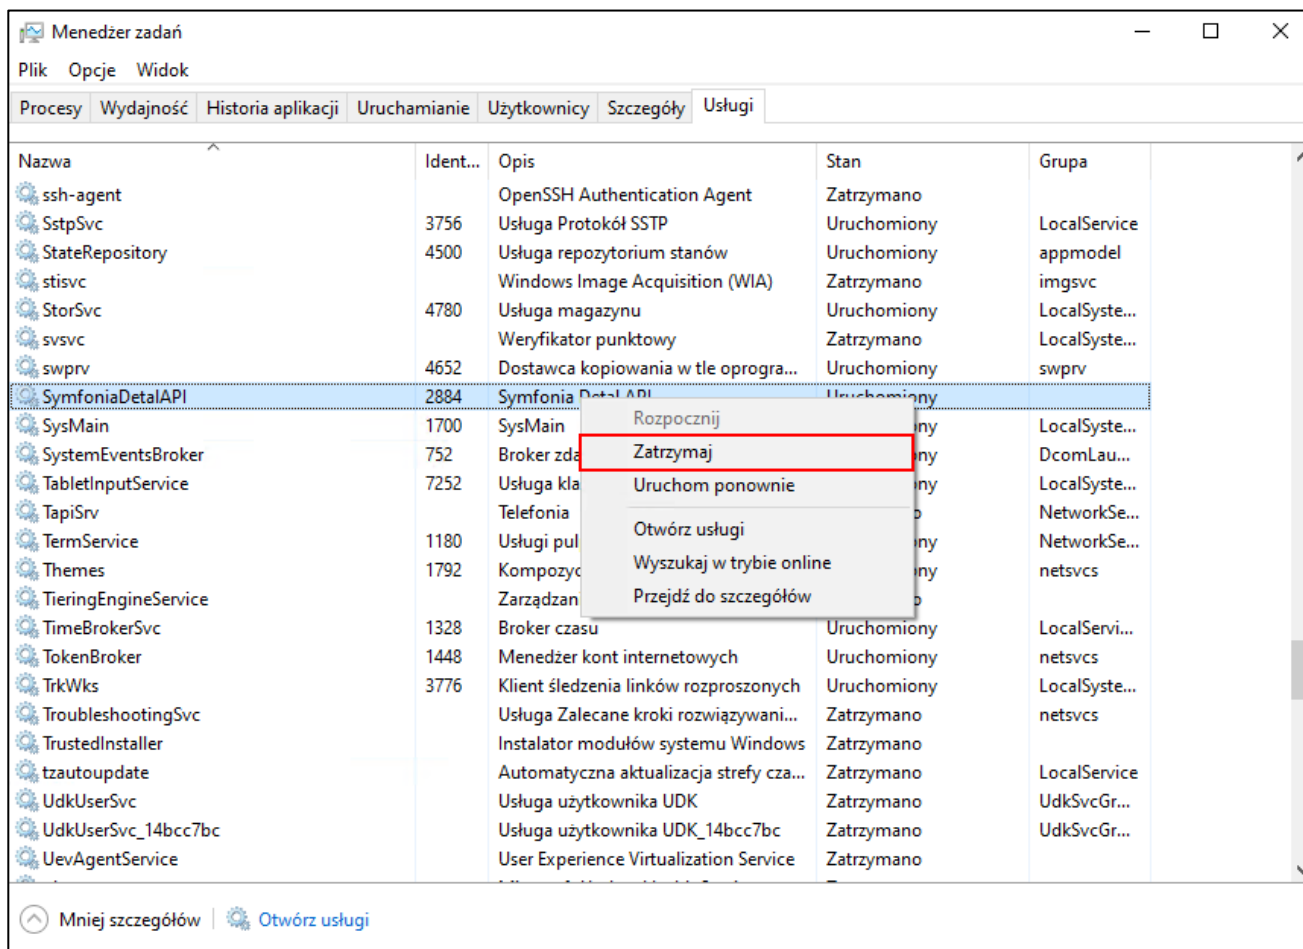 Menedżer zadań
Plik Opcje Widok
Procesy Wydajność Historia aplikacji Uruchamianie Użytkownicy Szczegóły Usługi
Nazwa Ident... Opis Stan Grupa
ssh-agent OpenSSH Authentication Agent Zatrzymano
SstpSvc 3756 Usługa Protokół SSTP Uruchomiony LocalService
StateRepository 4500 Usługa repozytorium stanów Uruchomiony appmodel
stisvc Windows Image Acquisition (WIA) Zatrzymano imgsvc
StorSvc 4780 Usługa magazynu Uruchomiony LocalSyste...
svsvc Weryfikator punktowy Zatrzymano LocalSyste...
swprv 4652 Dostawca kopiowania w tle oprogra... Uruchomiony swprv
SymfoniaDetalAPI 2884 Symfonia Detal API Uruchomiony
Rozpocznij
Zatrzymaj
Uruchom ponownie
Otwórz usługi
Wyszukaj w trybie online
Przejdź do szczegółów
SysMain 1700 SysMain LocalSyste...
SystemEventsBroker 752 Broker DcomLau...
TabletInputService 7252 Usługa LocalSyste...
TapiSrv Telefonia NetworkSe...
TermService 1180 Usługi NetworkSe...
Themes 1792 netsvcs
TieringEngineService
TimeBrokerSvc 1328 Broker czasu Uruchomiony LocalServi...
TokenBroker 1448 Menedżer kont internetowych Uruchomiony netsvcs
TrkWks 3776 Klient śledzenia linków rozproszonych Uruchomiony LocalSyste...
TroubleshootingSvc Usługa Zalecane kroki rozwiązywani... Zatrzymano netsvcs
TrustedInstaller Instalator modułów systemu Windows Zatrzymano
tzautoupdate Automatyczna aktualizacja strefy cza... Zatrzymano LocalService
UdkUserSvc Usługa użytkownika UDK Zatrzymano UdkSvcGr...
UdkUserSvc_14bcc7bc Usługa użytkownika UDK_14bcc7bc Zatrzymano UdkSvcGr...
UevAgentService User Experience Virtualization Service Zatrzymano
Mniej szczegółów Otwórz usługi